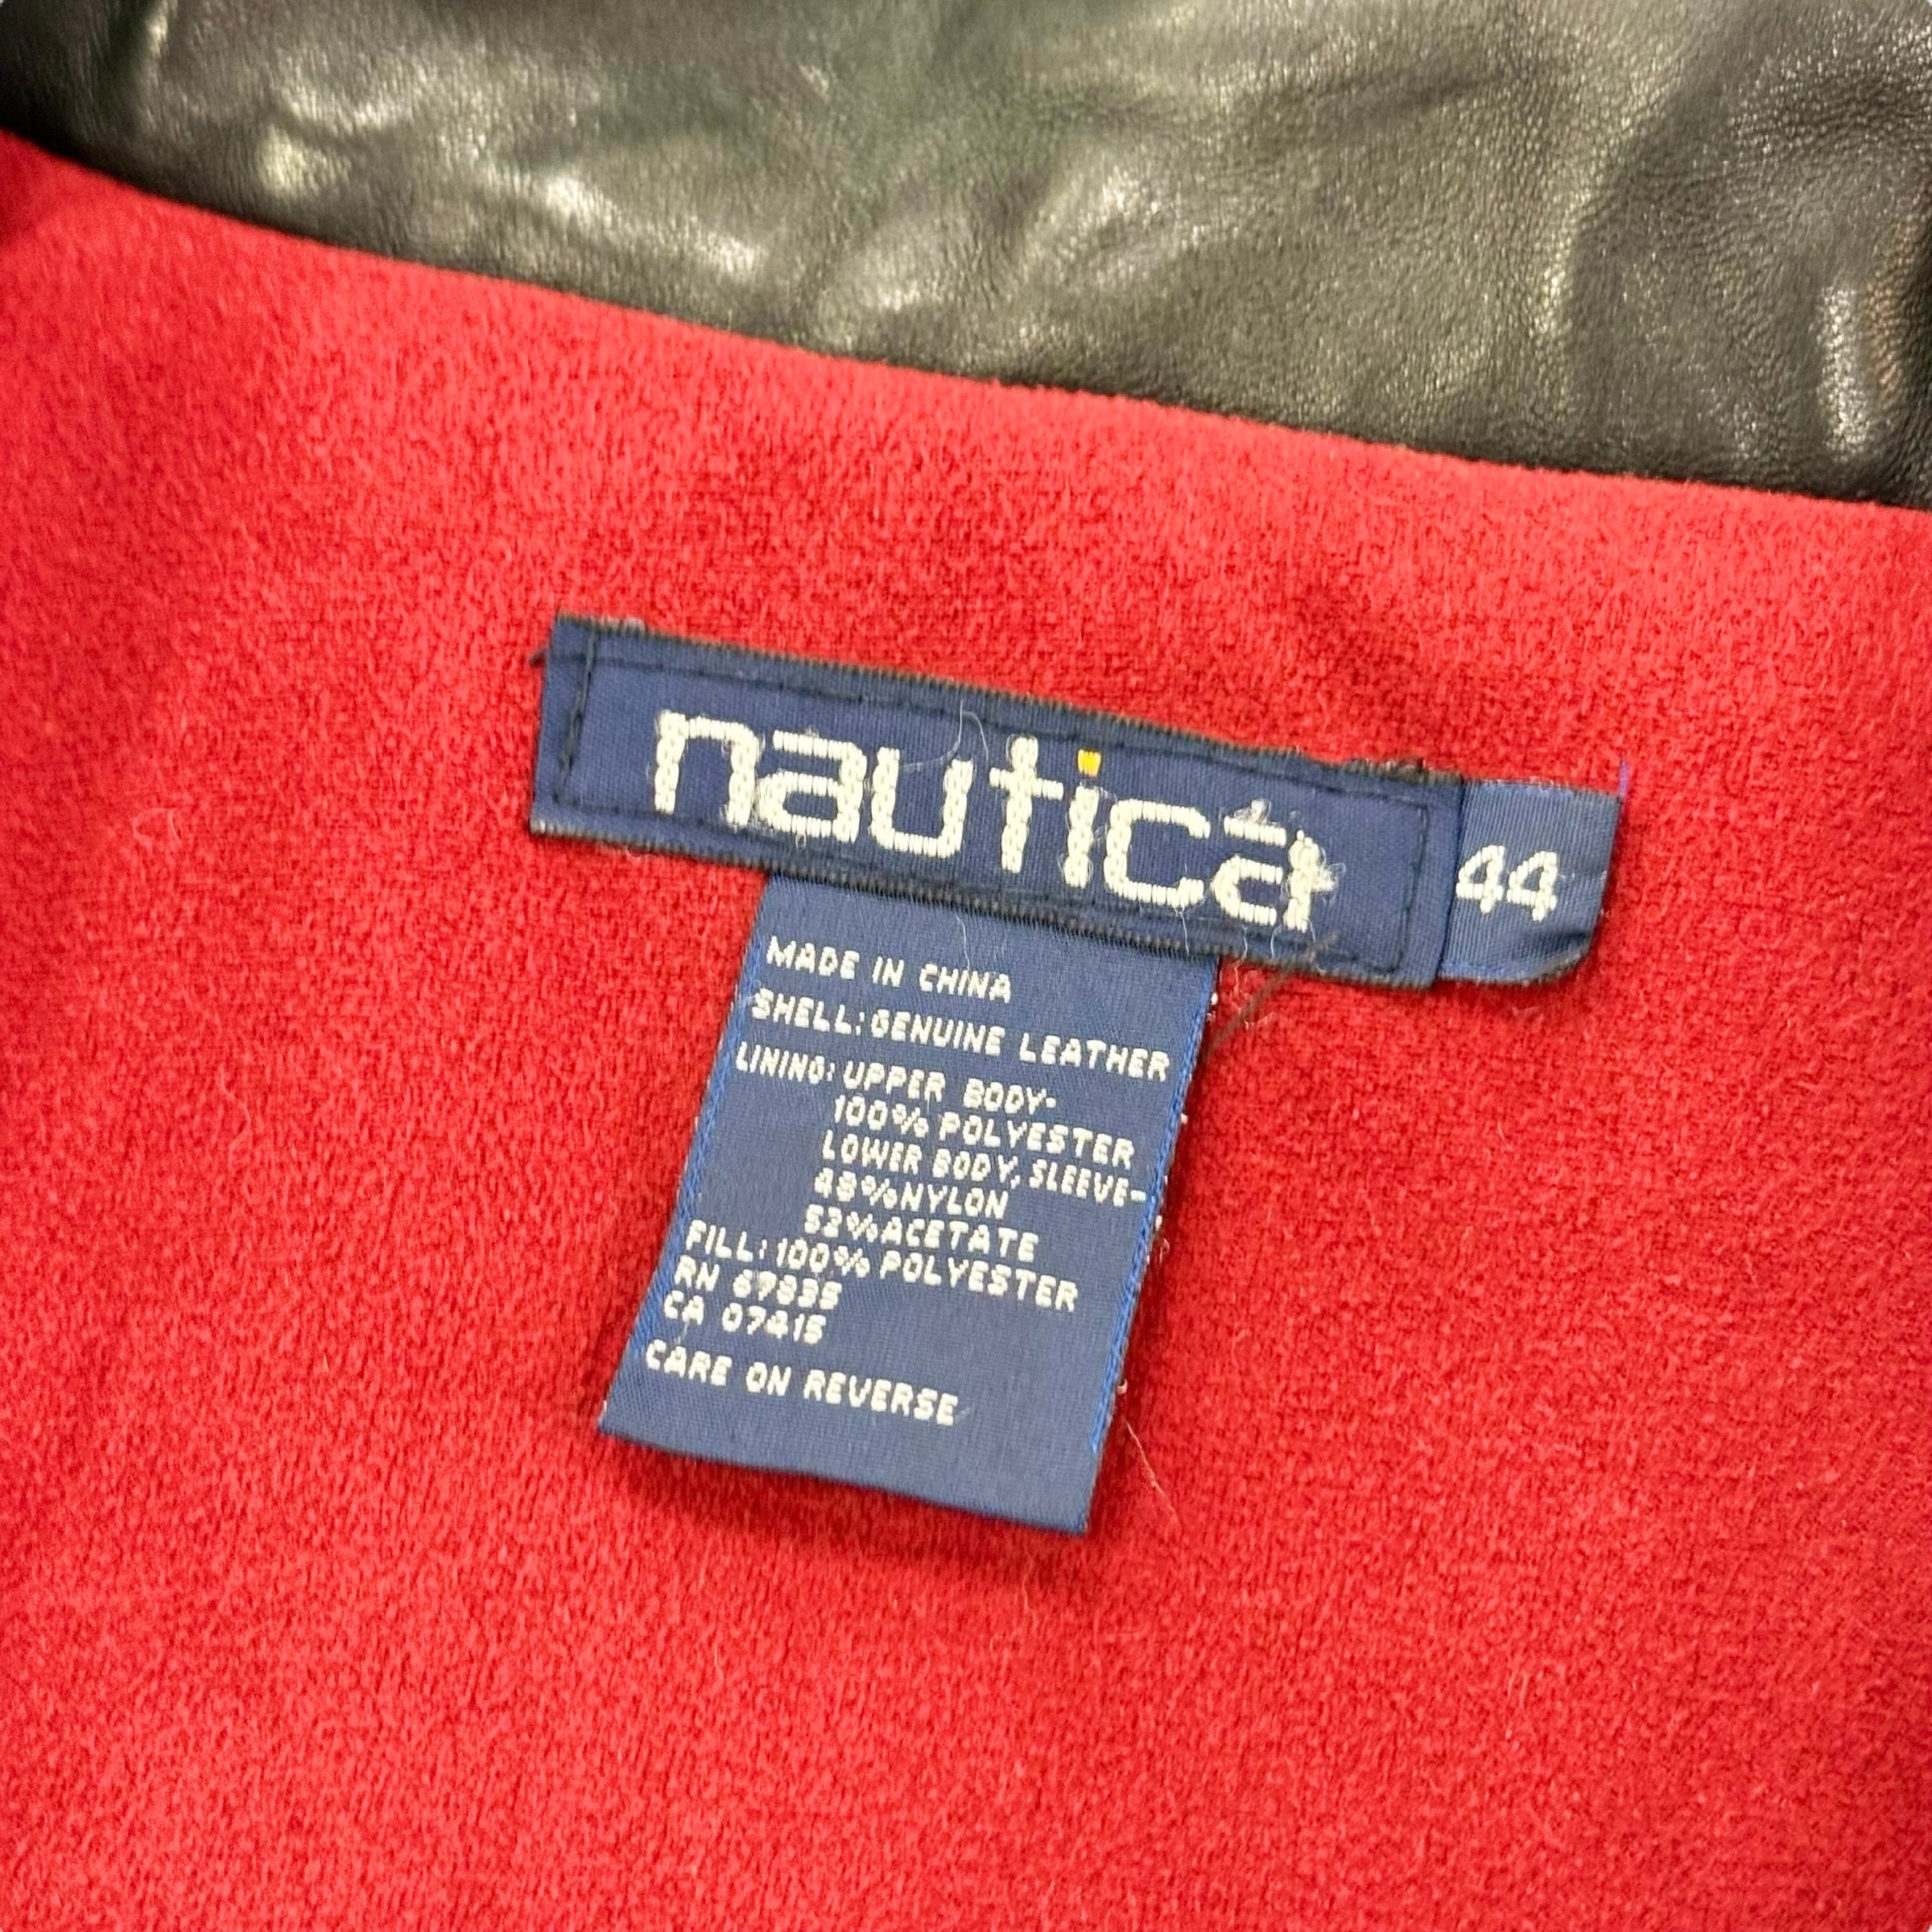 nautica
44
MADE IN CHINA
SHELL: GENUINE LEATHER
LINING: UPPER BODY-
100% POLYESTER
LOWER BODY, SLEEVE-
48% NYLON
52% ACETATE
FILL: 100% POLYESTER
RN 67835
CA 07415
CARE ON REVERSE